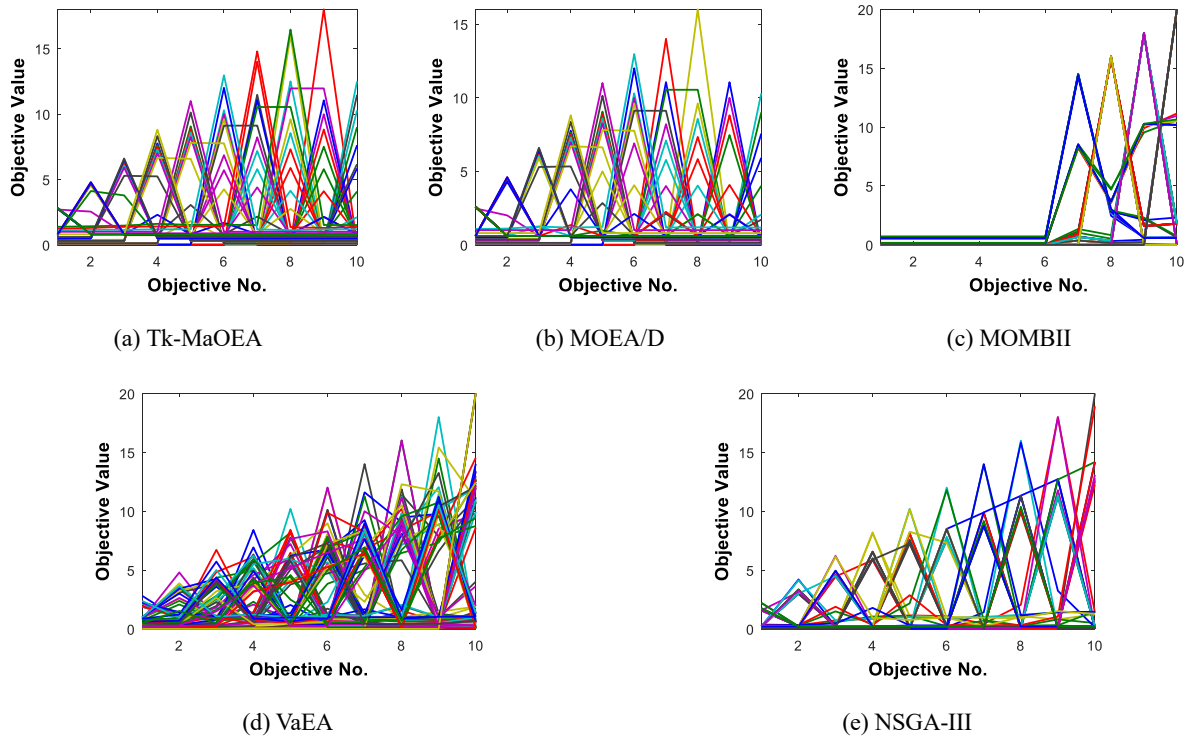 Objective Value
15
10
5
0
2 4 6 8 10
Objective No.
(a) Tk-MaOEA
Objective Value
15
10
5
0
2 4 6 8 10
Objective No.
(b) MOEA/D
Objective Value
20
15
10
5
0
2 4 6 8 10
Objective No.
(c) MOMBII
Objective Value
20
15
10
5
0
2 4 6 8 10
Objective No.
(d) VaEA
Objective Value
20
15
10
5
0
2 4 6 8 10
Objective No.
(e) NSGA-III